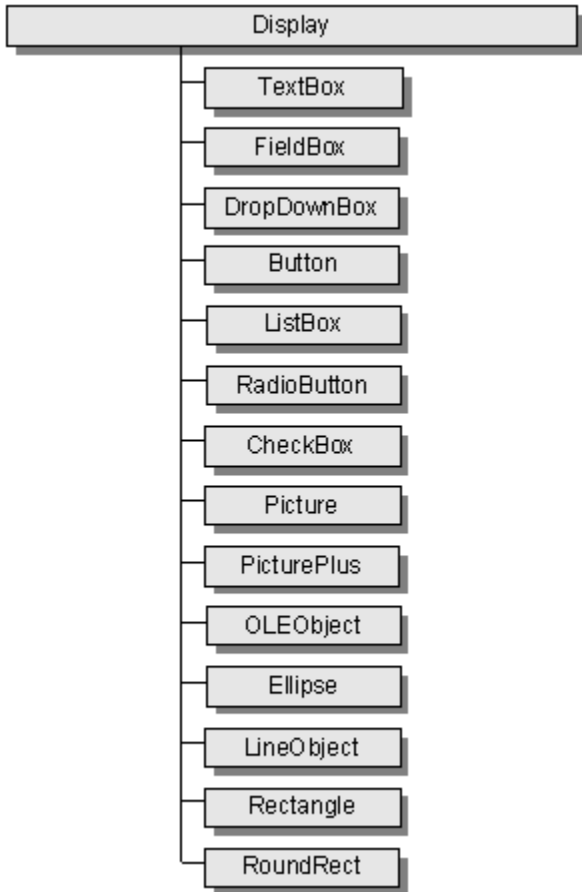 Display
TextBox
FieldBox
DropDownBox
Button
ListBox
RadioButton
CheckBox
Picture
PicturePlus
OLEObject
Ellipse
LineObject
Rectangle
RoundRect